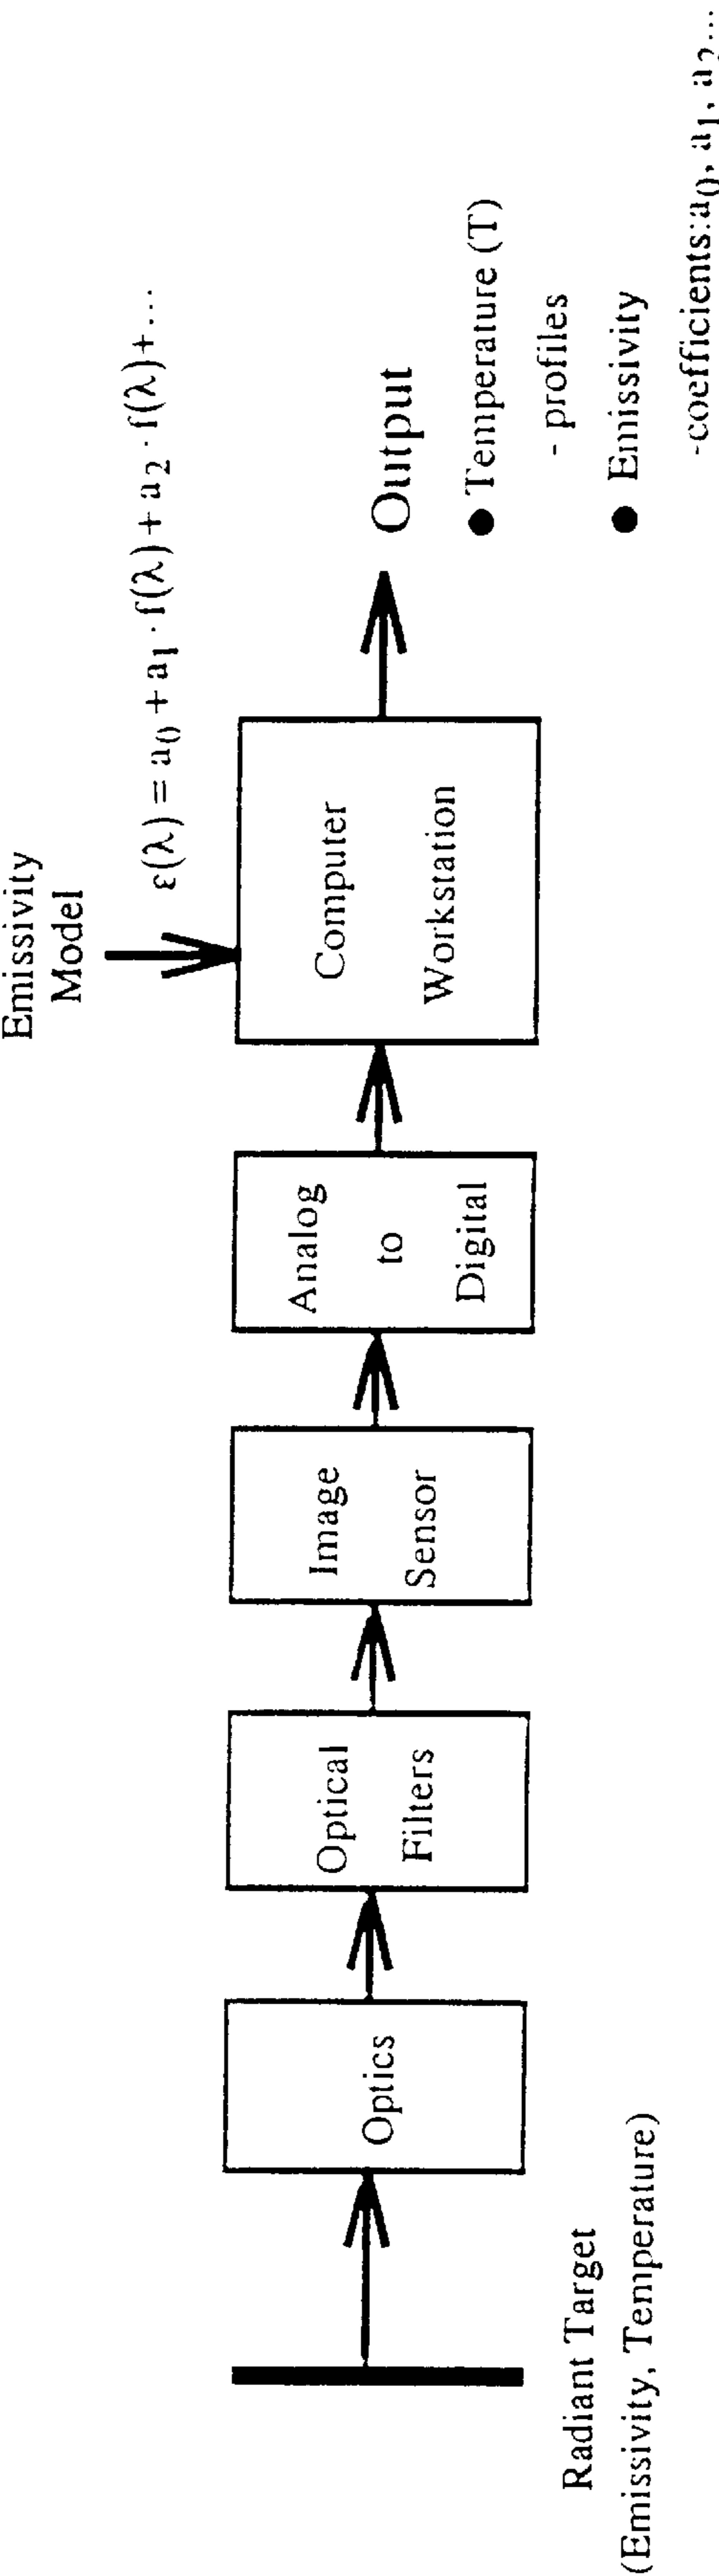 Emissivity
Model
ε(λ) = a0 + a1 · f(λ) + a2 · f(λ) + ...
Radiant Target
(Emissivity, Temperature)
Optics
Optical
Filters
Image
Sensor
Analog
to
Digital
Computer
Workstation
Output
● Temperature (T)
- profiles
● Emissivity
-coefficients:a0, a1, a2...